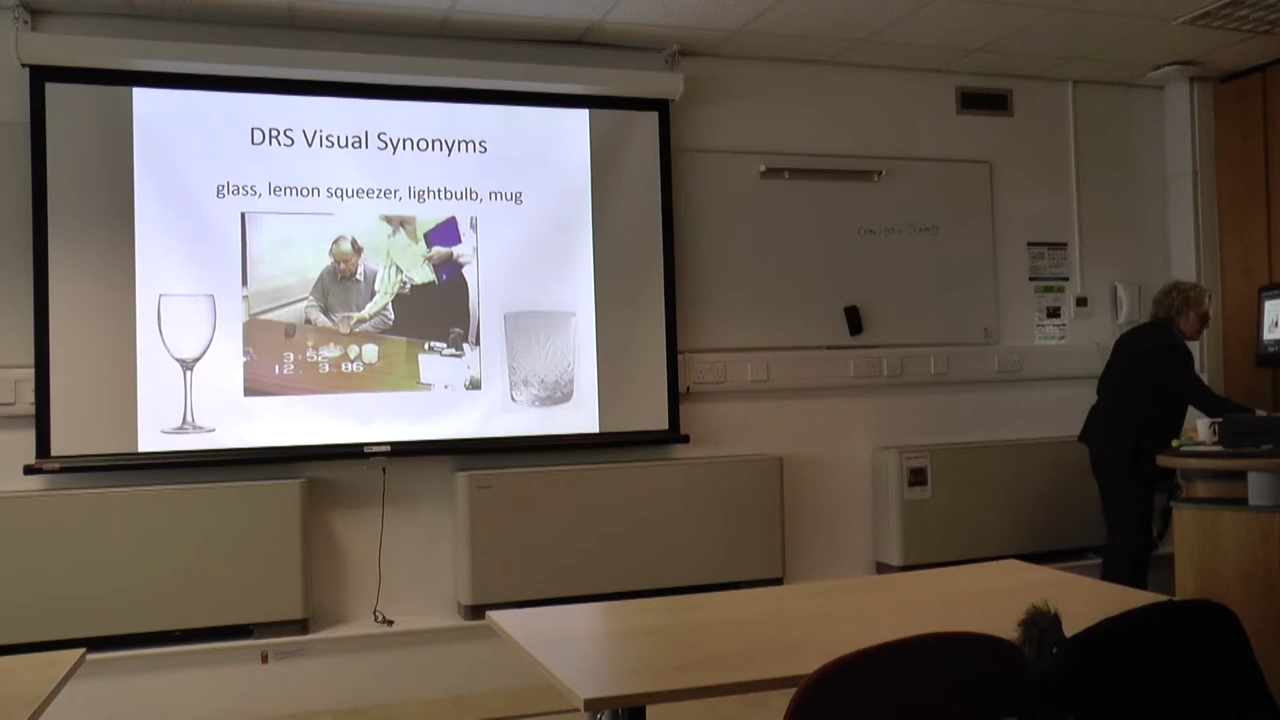 DRS Visual Synonyms
glass, lemon squeezer, lightbulb, mug
3:52
12. 3.86